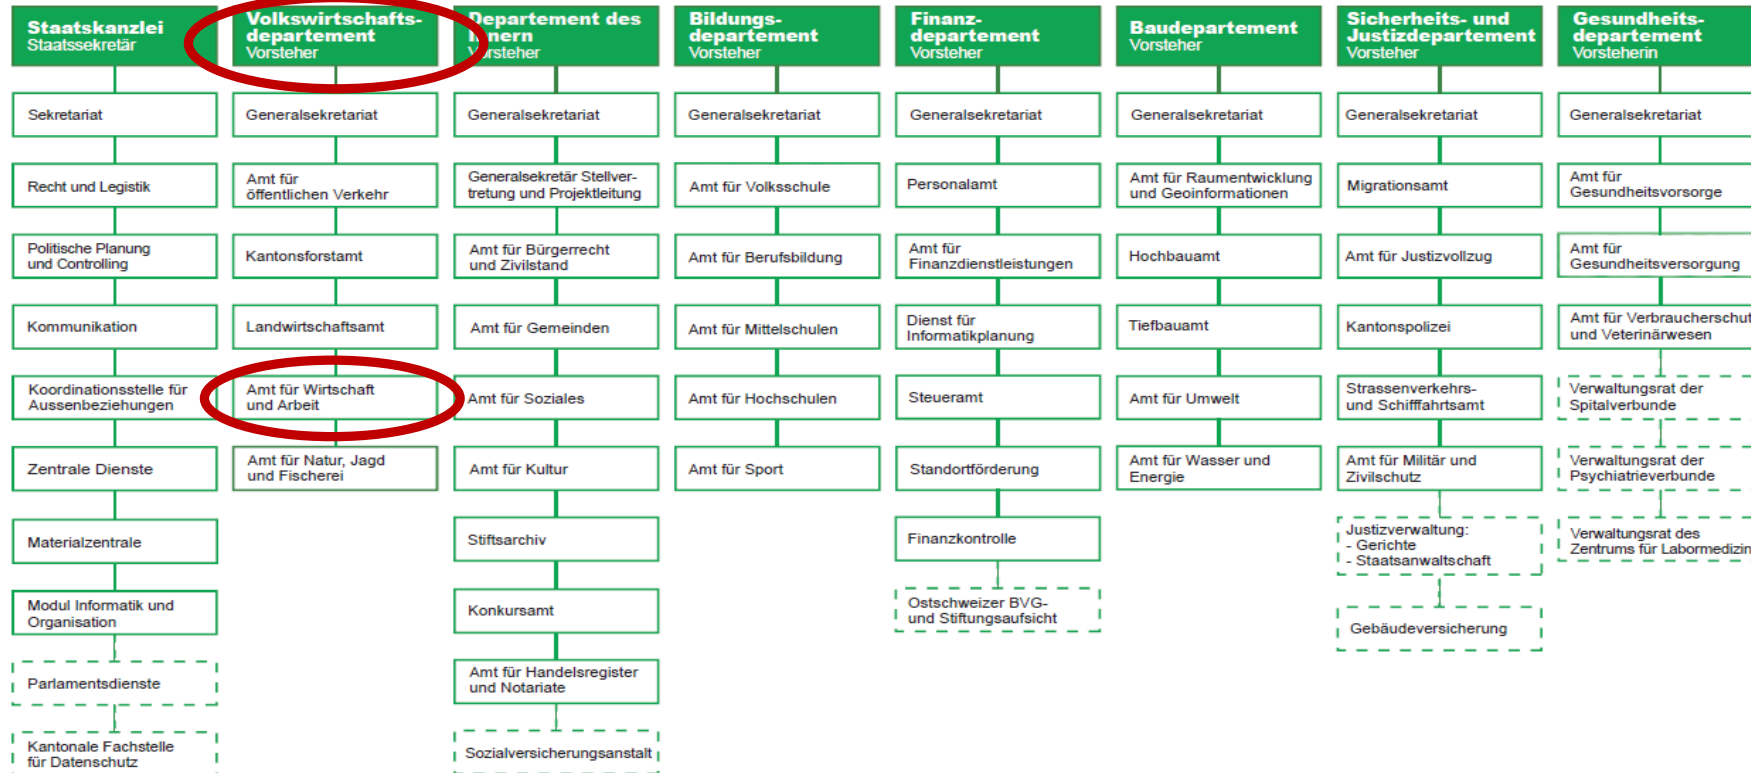 Staatskanzlei
Staatssekretär
Sekretariat
Recht und Legistik
Politische Planung
und Controlling
Kommunikation
Koordinationsstelle für
Aussenbeziehungen
Zentrale Dienste
Materialzentrale
Modul Informatik und
Organisation
Parlamentsdienste
Kantonale Fachstelle
für Datenschutz
Volkswirtschafts-
departement
Vorsteher
Generalsekretariat
Amt für
öffentlichen Verkehr
Kantonsforstamt
Landwirtschaftsamt
Amt für Wirtschaft
und Arbeit
Amt für Natur, Jagd
und Fischerei
Departement des
Innern
Vorsteher
Generalsekretariat
Generalsekretär Stellver-
tretung und Projektleitung
Amt für Bürgerrecht
und Zivilstand
Amt für Gemeinden
Amt für Soziales
Amt für Kultur
Stiftsarchiv
Konkursamt
Amt für Handelsregister
und Notariate
Sozialversicherungsanstalt
Bildungs-
departement
Vorsteher
Generalsekretariat
Amt für Volksschule
Amt für Berufsbildung
Amt für Mittelschulen
Amt für Hochschulen
Amt für Sport
Finanz-
departement
Vorsteher
Generalsekretariat
Personalamt
Amt für
Finanzdienstleistungen
Dienst für
Informatikplanung
Steueramt
Standortförderung
Finanzkontrolle
Ostschweizer BVG-
und Stiftungsaufsicht
Baudepartement
Vorsteher
Generalsekretariat
Amt für Raumentwicklung
und Geoinformationen
Hochbauamt
Tiefbauamt
Amt für Umwelt
Amt für Wasser und
Energie
Sicherheits- und
Justizdepartement
Vorsteher
Generalsekretariat
Migrationsamt
Amt für Justizvollzug
Kantonspolizei
Strassenverkehrs-
und Schifffahrtsamt
Amt für Militär und
Zivilschutz
Justizverwaltung:
- Gerichte
- Staatsanwaltschaft
Gebäudeversicherung
Gesundheits-
departement
Vorsteherin
Generalsekretariat
Amt für
Gesundheitsvorsorge
Amt für
Gesundheitsversorgung
Amt für Verbraucherschut
und Veterinärwesen
Verwaltungsrat der
Spitalverbunde
Verwaltungsrat der
Psychiatrieverbunde
Verwaltungsrat des
Zentrums für Labormedizin